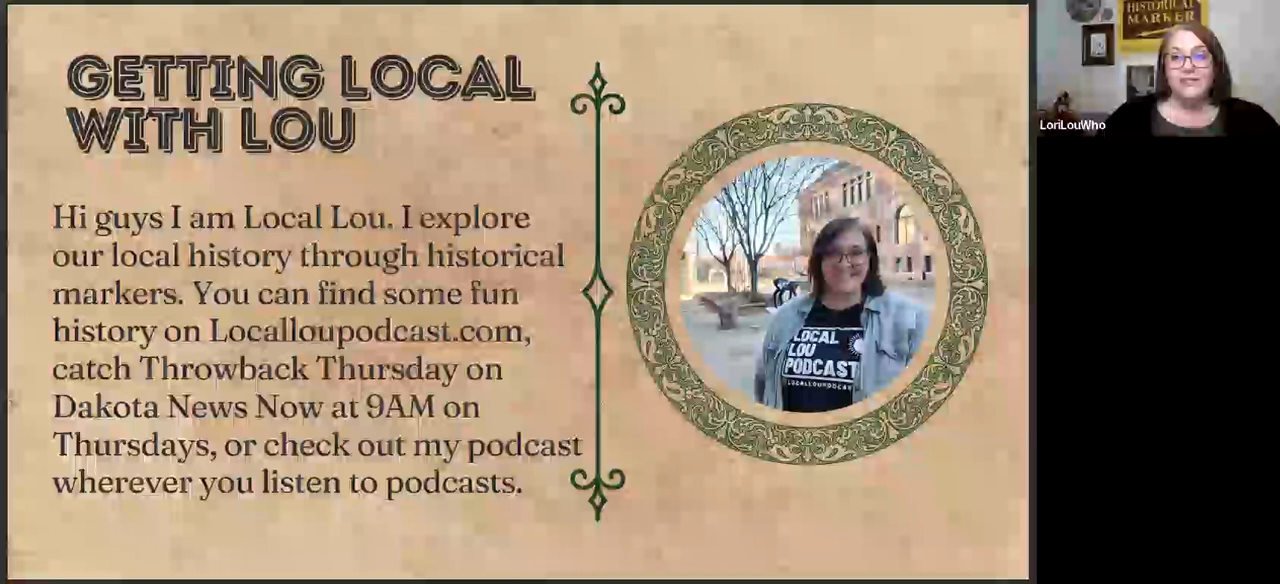 GETTING LOCAL
WITH LOU
Hi guys I am Local Lou. I explore
our local history through historical
markers. You can find some fun
history on Localloupodcast.com,
catch Throwback Thursday on
Dakota News Now at 9AM on
Thursdays, or check out my podcast
wherever you listen to podcasts.
LOCAL
LOU
PODCAST
LOCALLOUPODCAS
HISTORICAL
MARKER
LoriLouWho